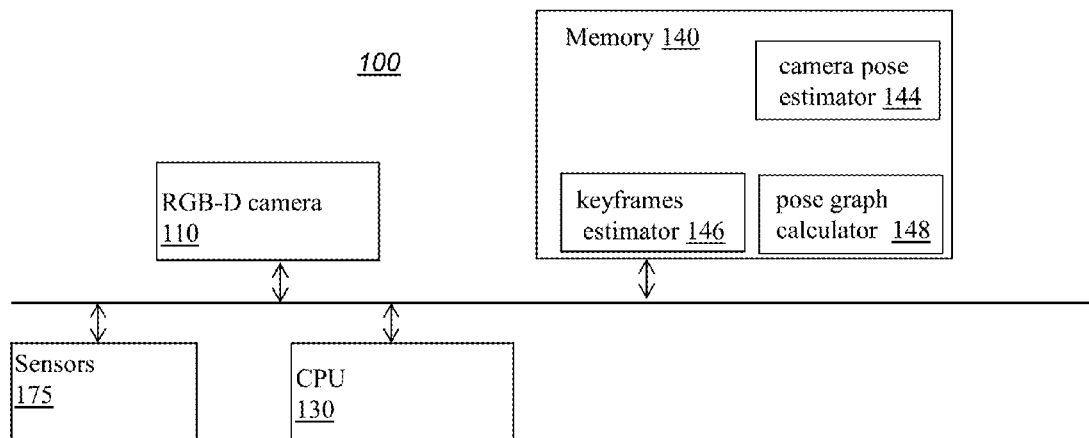 100
Memory 140
camera pose
estimator 144
RGB-D camera
110
keyframes
estimator 146
pose graph
calculator 148
Sensors
175
CPU
130